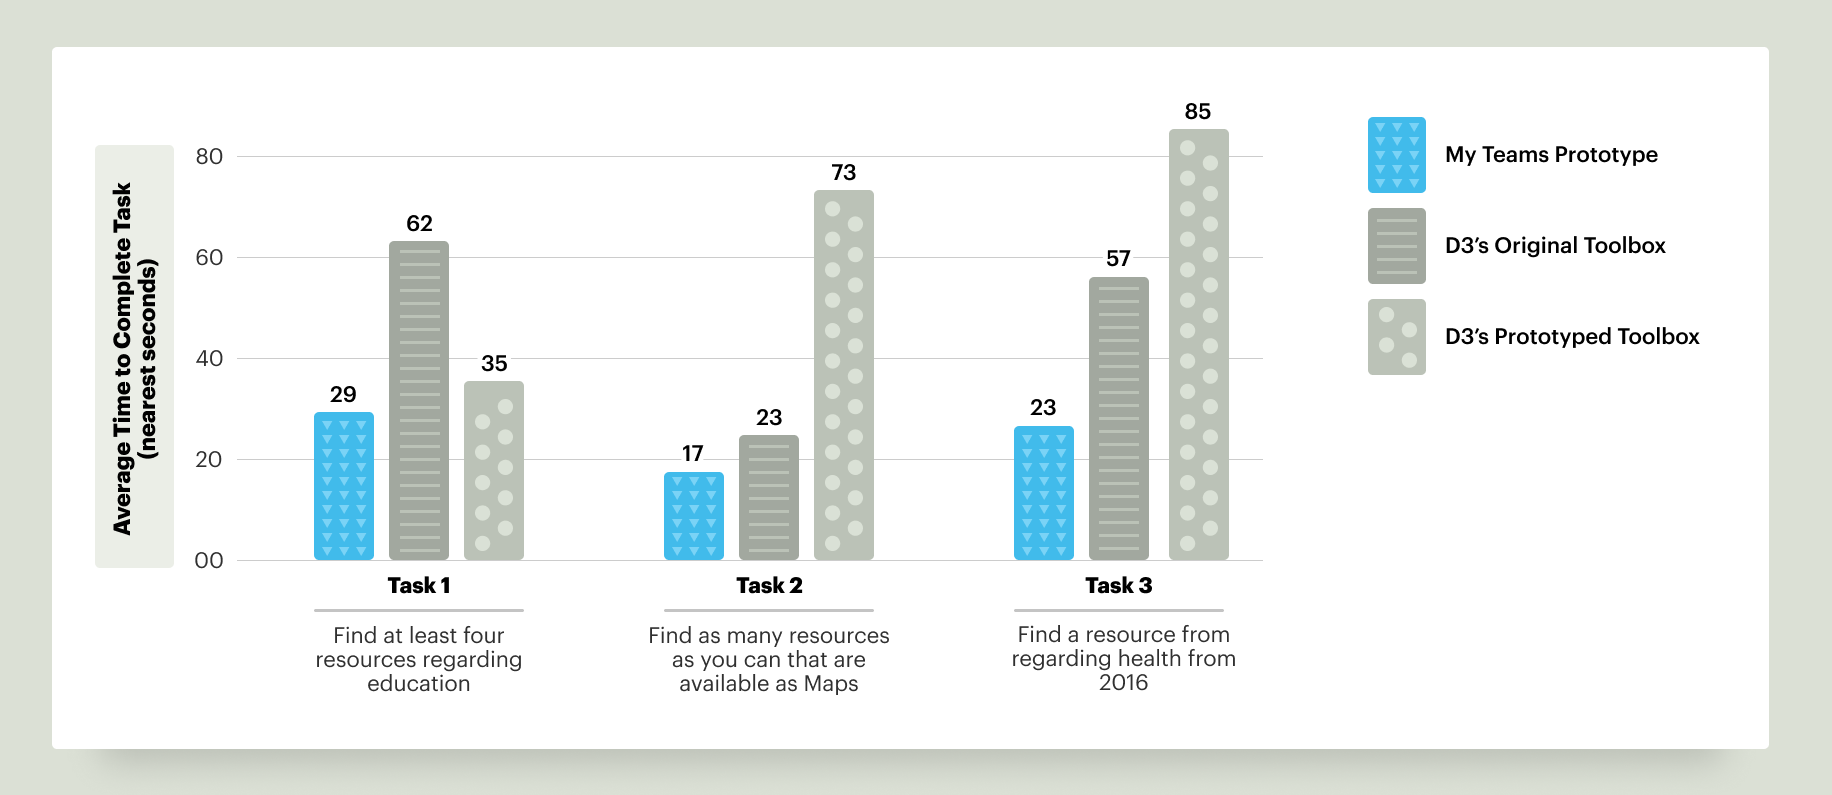 Average Time to Complete Task
(nearest seconds)
80
60
40
20
00
29
62
35
17
23
73
23
57
85
Task 1
Find at least four
resources regarding
education
Task 2
Find as many resources
as you can that are
available as Maps
Task 3
Find a resource from
regarding health from
2016
My Teams Prototype
D3’s Original Toolbox
D3’s Prototyped Toolbox